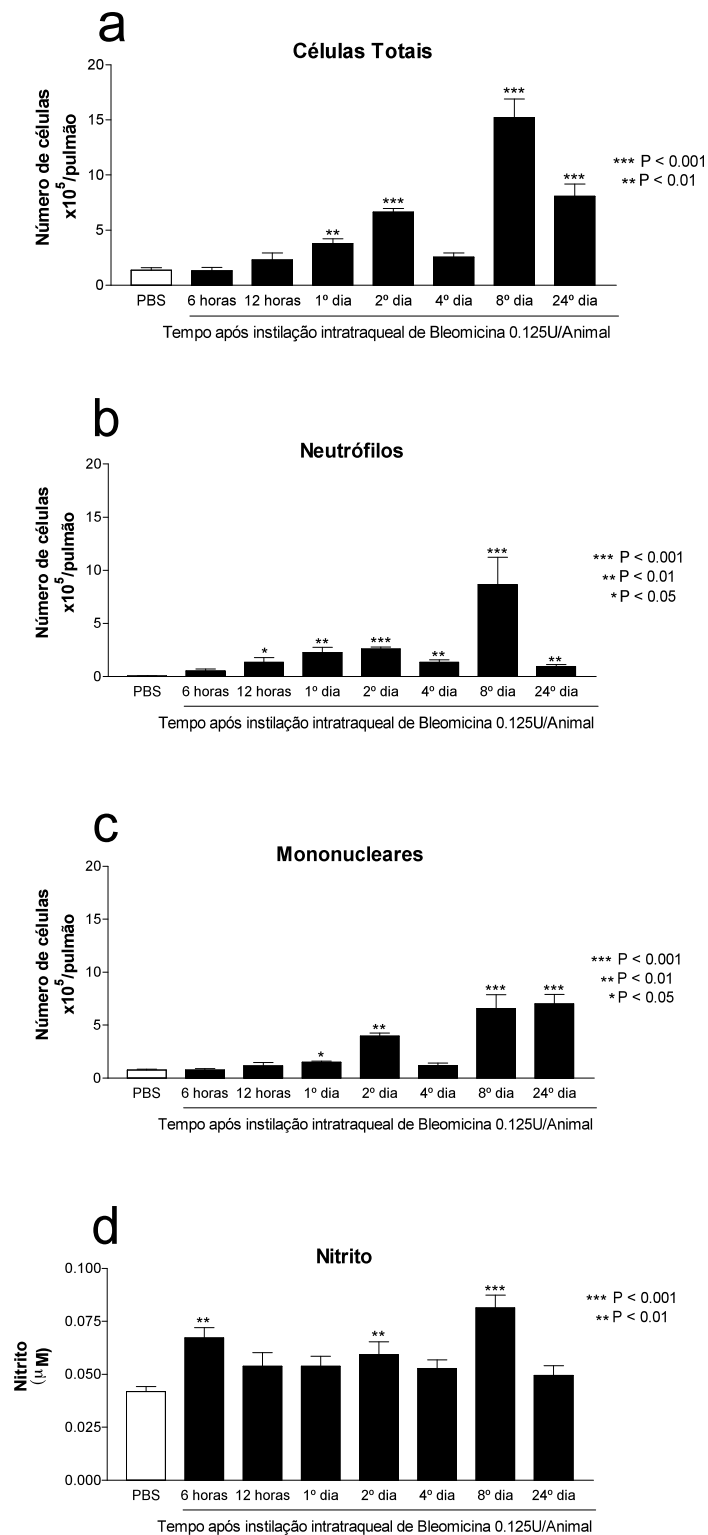 a
Células Totais
Número de células
x10⁵/pulmão
20
15
10
5
0
**
***
***
***
*** P < 0.001
** P < 0.01
PBS 6 horas 12 horas 1º dia 2º dia 4º dia 8º dia 24º dia
Tempo após instilação intratraqueal de Bleomicina 0.125U/Animal
b
Neutrófilos
Número de células
x10⁵/pulmão
20
15
10
5
0
*
**
***
**
***
**
*** P < 0.001
** P < 0.01
* P < 0.05
PBS 6 horas 12 horas 1º dia 2º dia 4º dia 8º dia 24º dia
Tempo após instilação intratraqueal de Bleomicina 0.125U/Animal
c
Mononucleares
Número de células
x10⁵/pulmão
20
15
10
5
0
*
**
***
***
*** P < 0.001
** P < 0.01
* P < 0.05
PBS 6 horas 12 horas 1º dia 2º dia 4º dia 8º dia 24º dia
Tempo após instilação intratraqueal de Bleomicina 0.125U/Animal
d
Nitrito
Nitrito
(μM)
0.100
0.075
0.050
0.025
0.000
**
**
***
*** P < 0.001
** P < 0.01
PBS 6 horas 12 horas 1º dia 2º dia 4º dia 8º dia 24º dia
Tempo após instilação intratraqueal de Bleomicina 0.125U/Animal